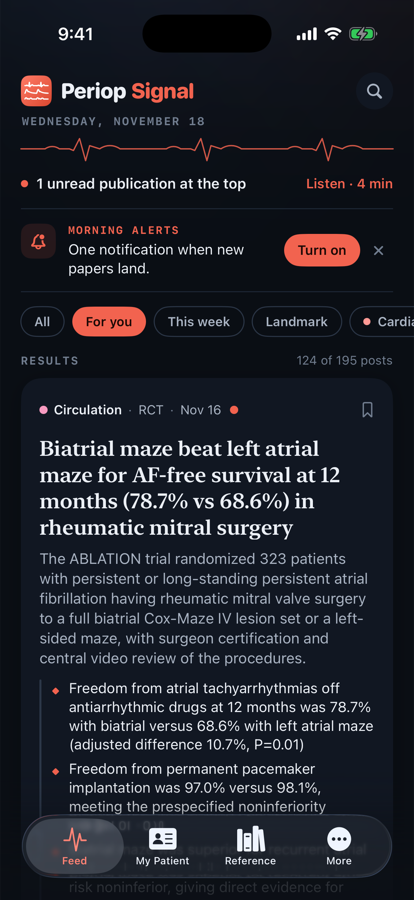 9:41
Periop Signal
WEDNESDAY, NOVEMBER 18
1 unread publication at the top
Listen · 4 min
MORNING ALERTS
One notification when new
papers land.
Turn on
All
For you
This week
Landmark
Cardia
RESULTS
124 of 195 posts
Circulation · RCT · Nov 16
Biatrial maze beat left atrial
maze for AF-free survival at 12
months (78.7% vs 68.6%) in
rheumatic mitral surgery
The ABLATION trial randomized 323 patients
with persistent or long-standing persistent atrial
fibrillation having rheumatic mitral valve surgery
to a full biatrial Cox-Maze IV lesion set or a left-
sided maze, with surgeon certification and
central video review of the procedures.
Freedom from atrial tachyarrhythmias off
antiarrhythmic drugs at 12 months was 78.7%
with biatrial versus 68.6% with left atrial maze
(adjusted difference 10.7%, P=0.01)
Freedom from permanent pacemaker
implantation was 97.0% versus 98.1%,
meeting the prespecified noninferiority
Feed
My Patient
Reference
More
risk noninferior, giving direct evidence for